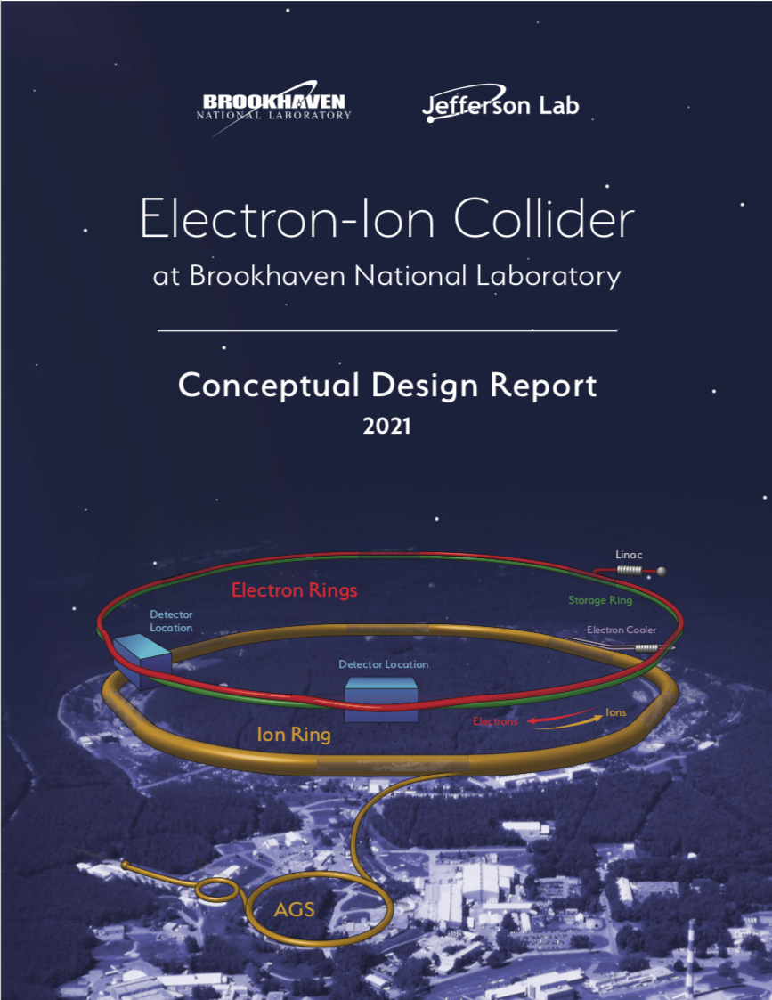 BROOKHAVEN
NATIONAL LABORATORY
Jefferson Lab
Electron-Ion Collider
at Brookhaven National Laboratory
Conceptual Design Report
2021
Linac
Electron Rings
Storage Ring
Detector
Location
Electron Cooler
Detector Location
Electrons
Ions
Ion Ring
AGS